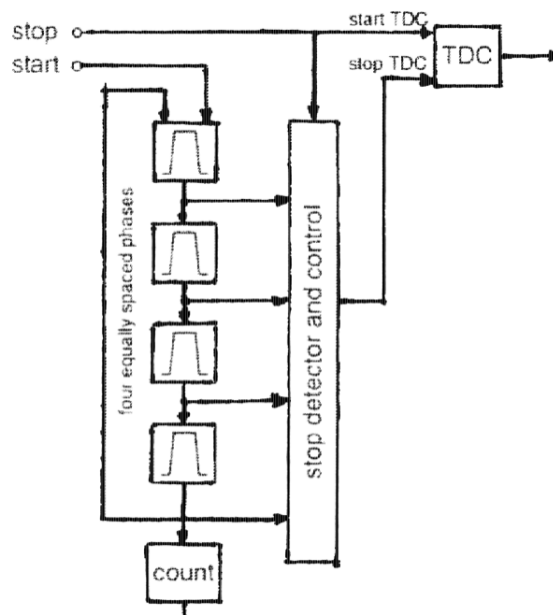 stop
start TDC
start
stop TDC
TDC
four equally spaced phases
stop detector and control
count